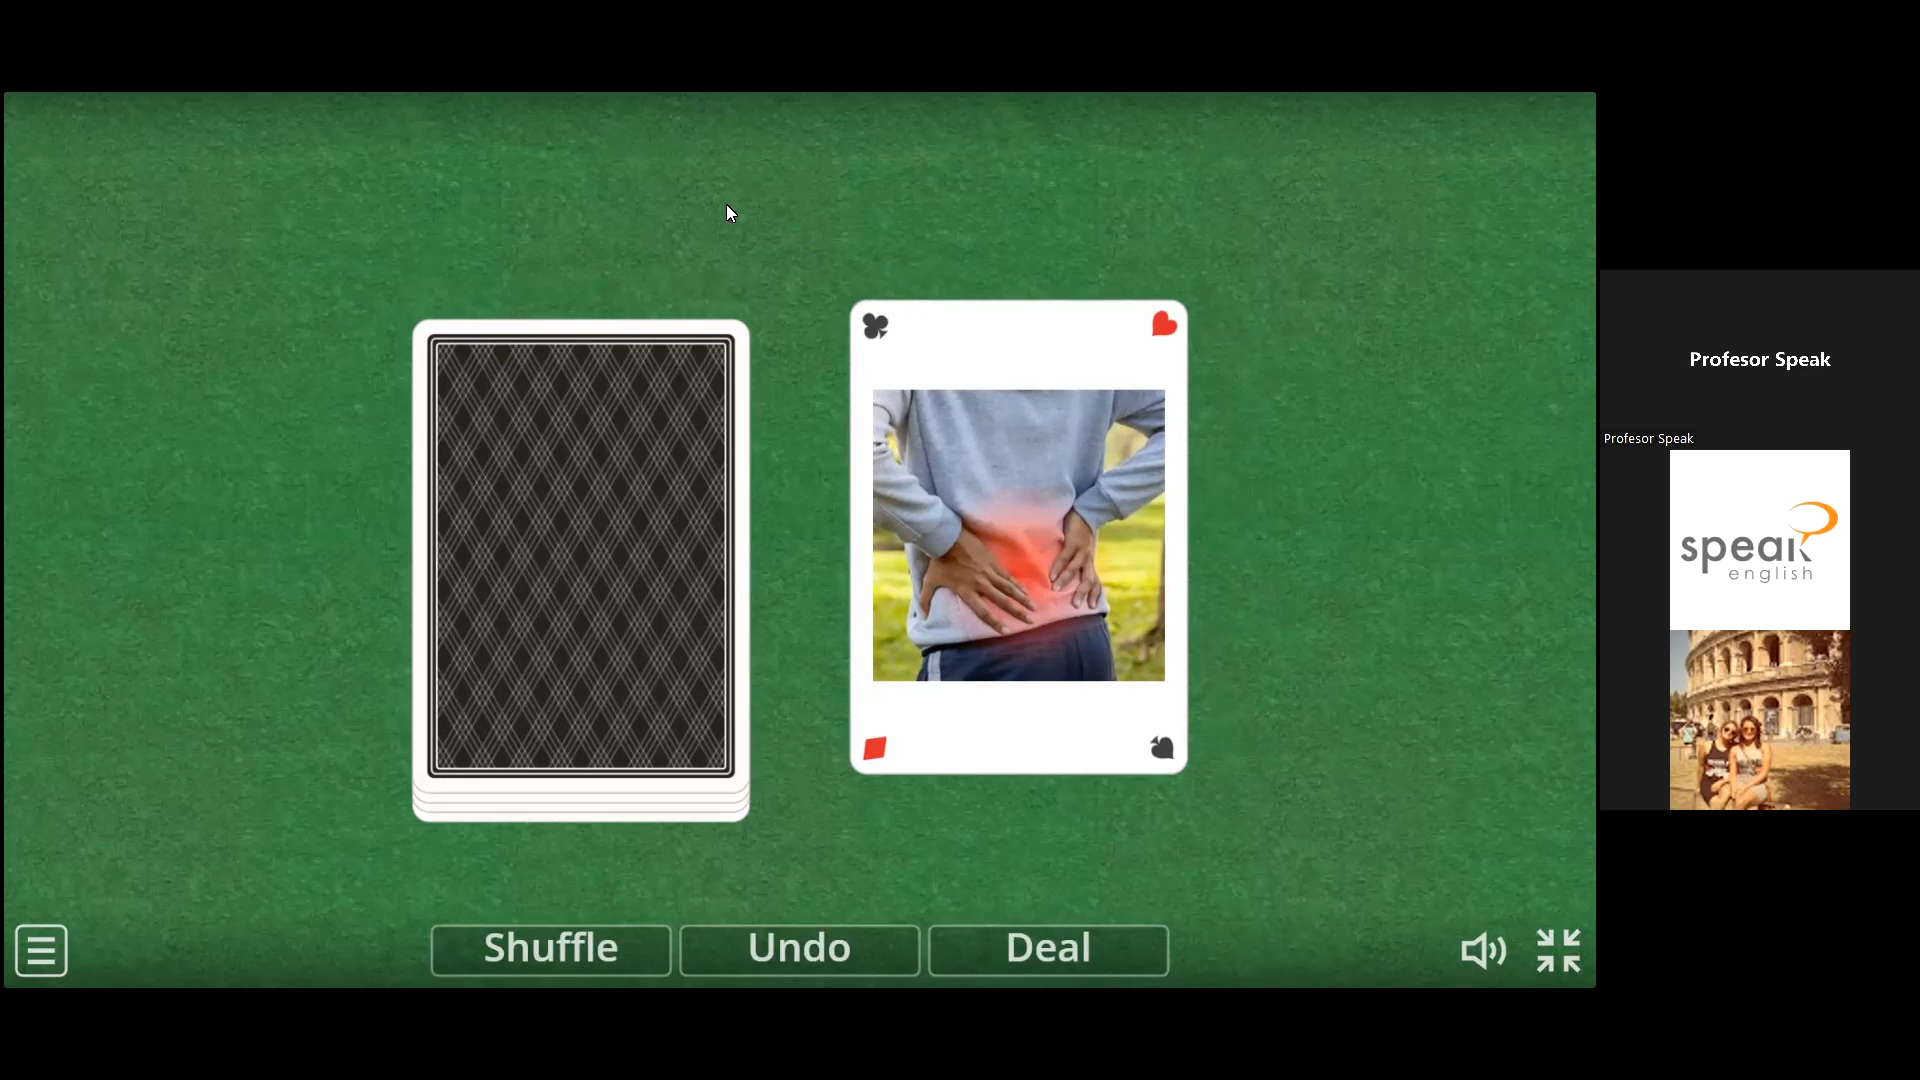 Profesor Speak
Profesor Speak
speak
english
Shuffle
Undo
Deal